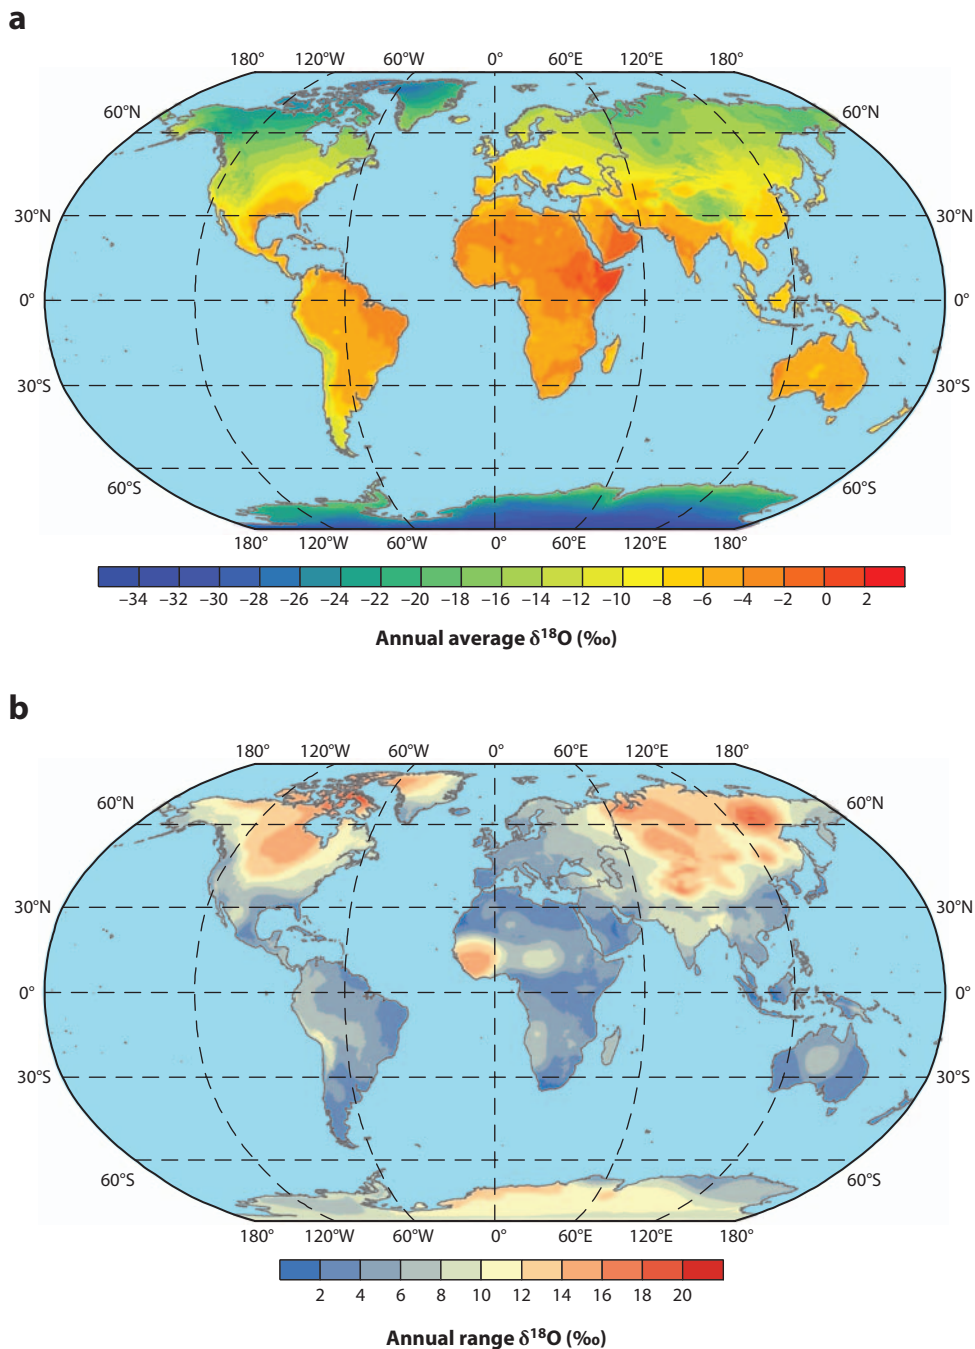 a
180° 120°W 60°W 0° 60°E 120°E 180°
60°N 60°N
30°N 30°N
0° 0°
30°S 30°S
60°S 60°S
180° 120°W 60°W 0° 60°E 120°E 180°
–34 –32 –30 –28 –26 –24 –22 –20 –18 –16 –14 –12 –10 –8 –6 –4 –2 0 2
Annual average δ¹⁸O (‰)
b
180° 120°W 60°W 0° 60°E 120°E 180°
60°N 60°N
30°N 30°N
0° 0°
30°S 30°S
60°S 60°S
180° 120°W 60°W 0° 60°E 120°E 180°
2 4 6 8 10 12 14 16 18 20
Annual range δ¹⁸O (‰)